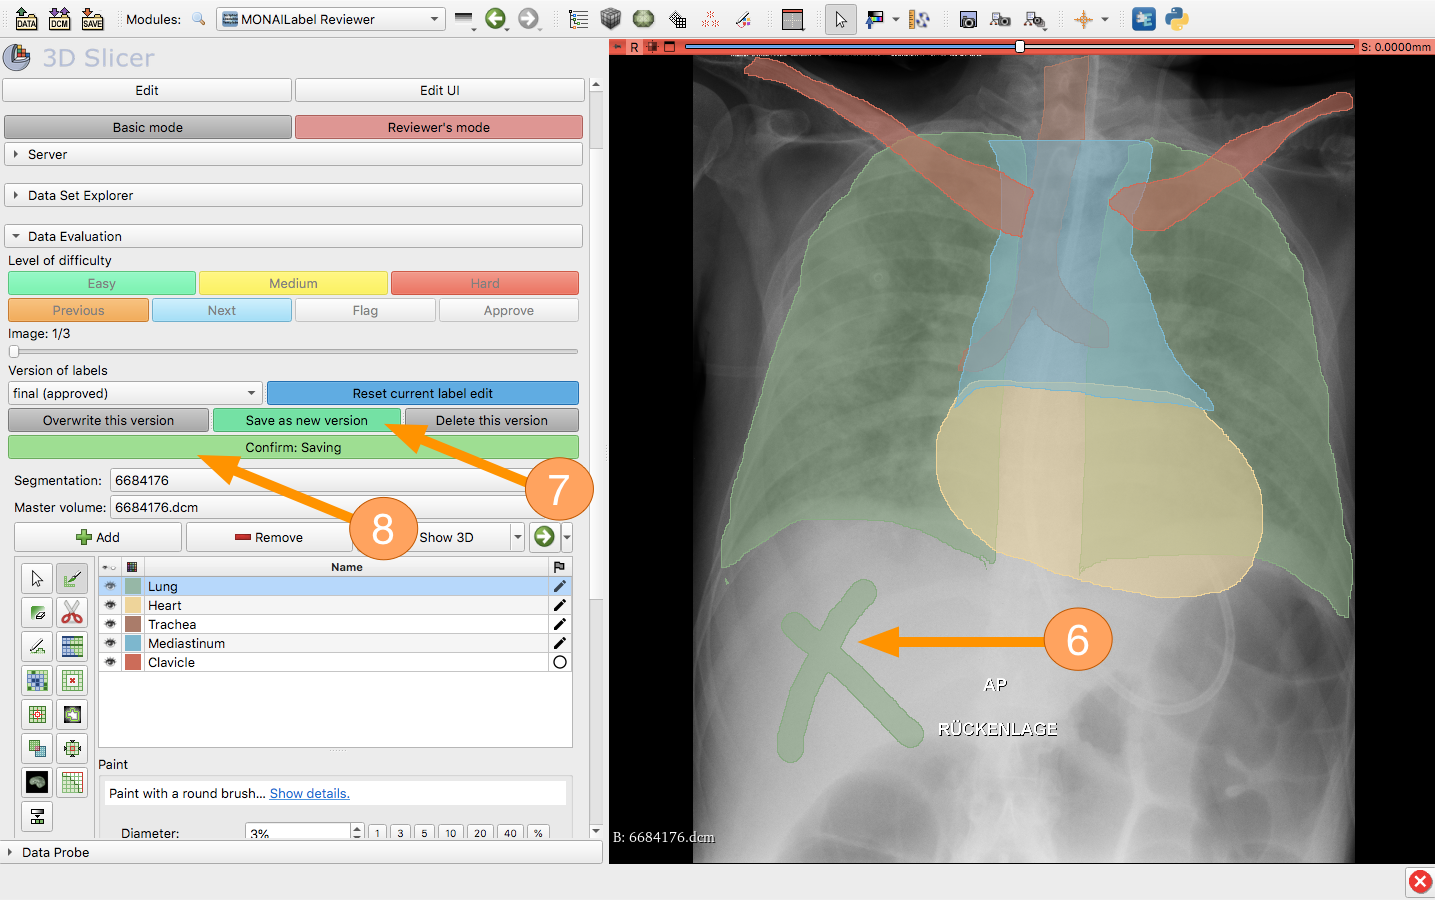 DATA
DCM
SAVE
Modules:
MONAILabel Reviewer
3D Slicer
Edit
Edit UI
Basic mode
Reviewer's mode
Server
Data Set Explorer
Data Evaluation
Level of difficulty
Easy
Medium
Hard
Previous
Next
Flag
Approve
Image: 1/3
Version of labels
final (approved)
Reset current label edit
Overwrite this version
Save as new version
Delete this version
Confirm: Saving
Segmentation:
6684176
Master volume:
6684176.dcm
Add
Remove
Show 3D
Name
Lung
Heart
Trachea
Mediastinum
Clavicle
Paint
Paint with a round brush... Show details.
Diameter:
3%
1
3
5
10
20
40
%
Data Probe
R
S: 0.0000mm
6
7
8
AP
RÜCKENLAGE
B: 6684176.dcm